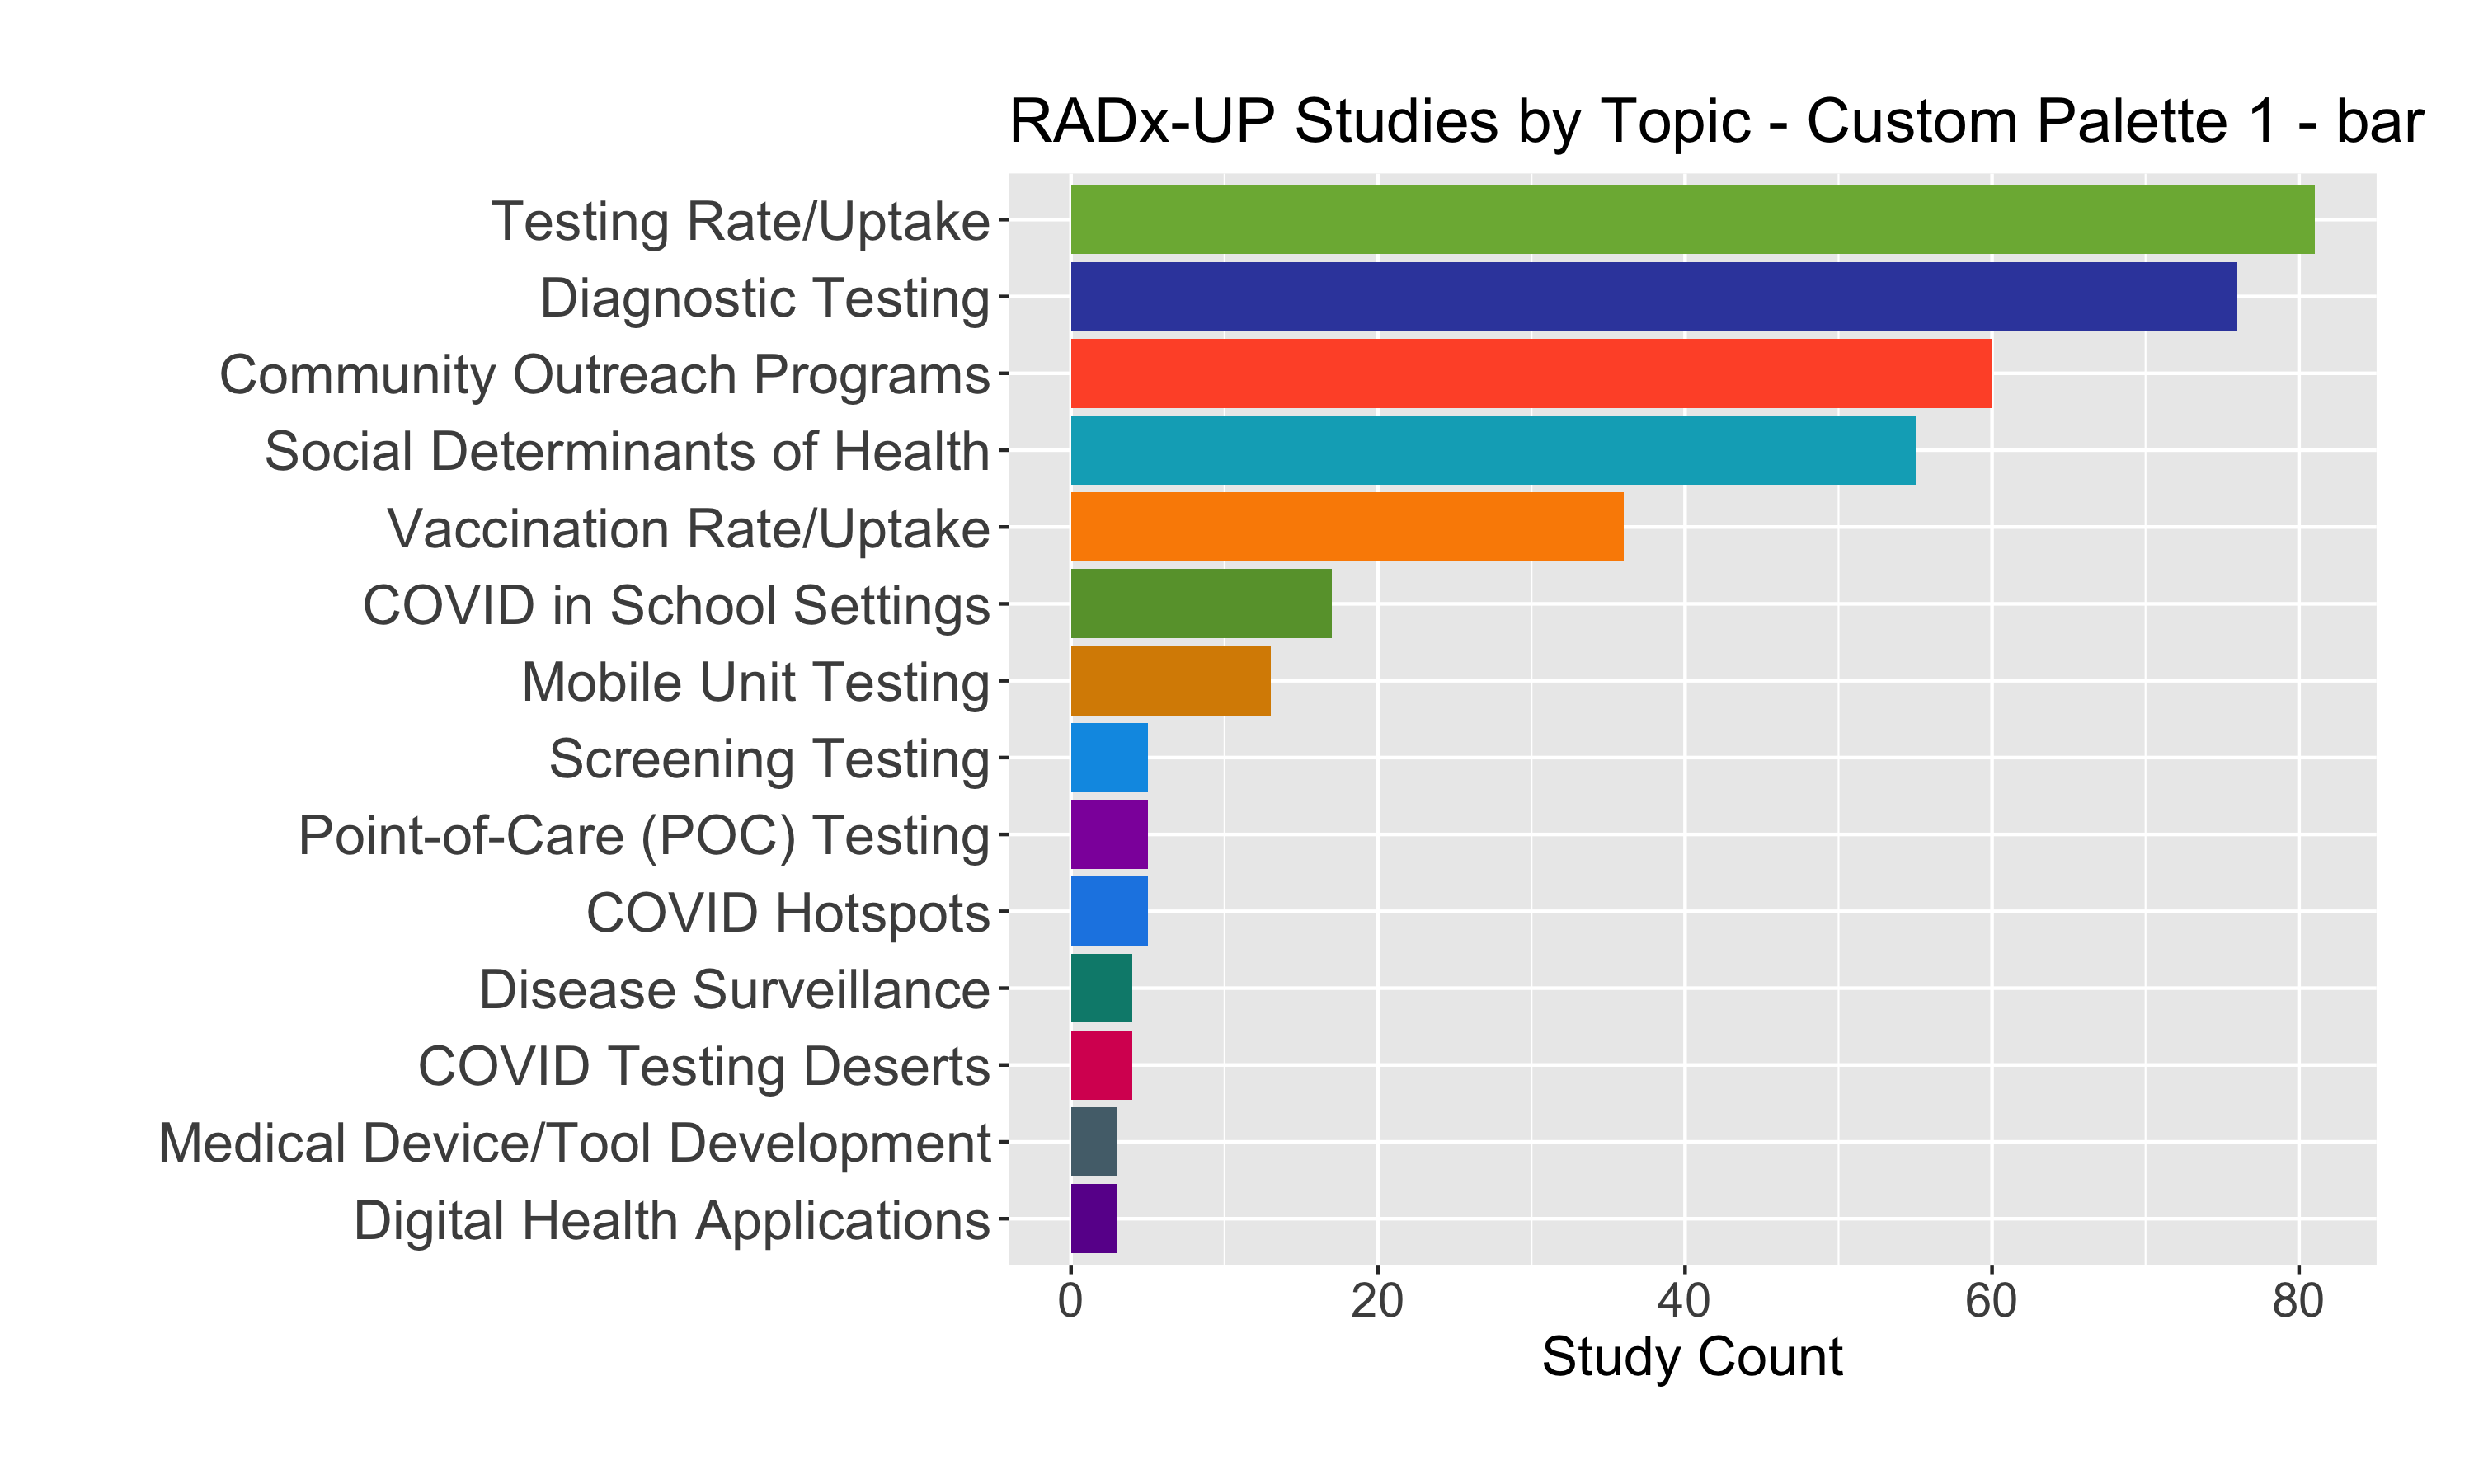 RADx-UP Studies by Topic - Custom Palette 1 - bar
Testing Rate/Uptake
Diagnostic Testing
Community Outreach Programs
Social Determinants of Health
Vaccination Rate/Uptake
COVID in School Settings
Mobile Unit Testing
Screening Testing
Point-of-Care (POC) Testing
COVID Hotspots
Disease Surveillance
COVID Testing Deserts
Medical Device/Tool Development
Digital Health Applications
0 20 40 60 80
Study Count